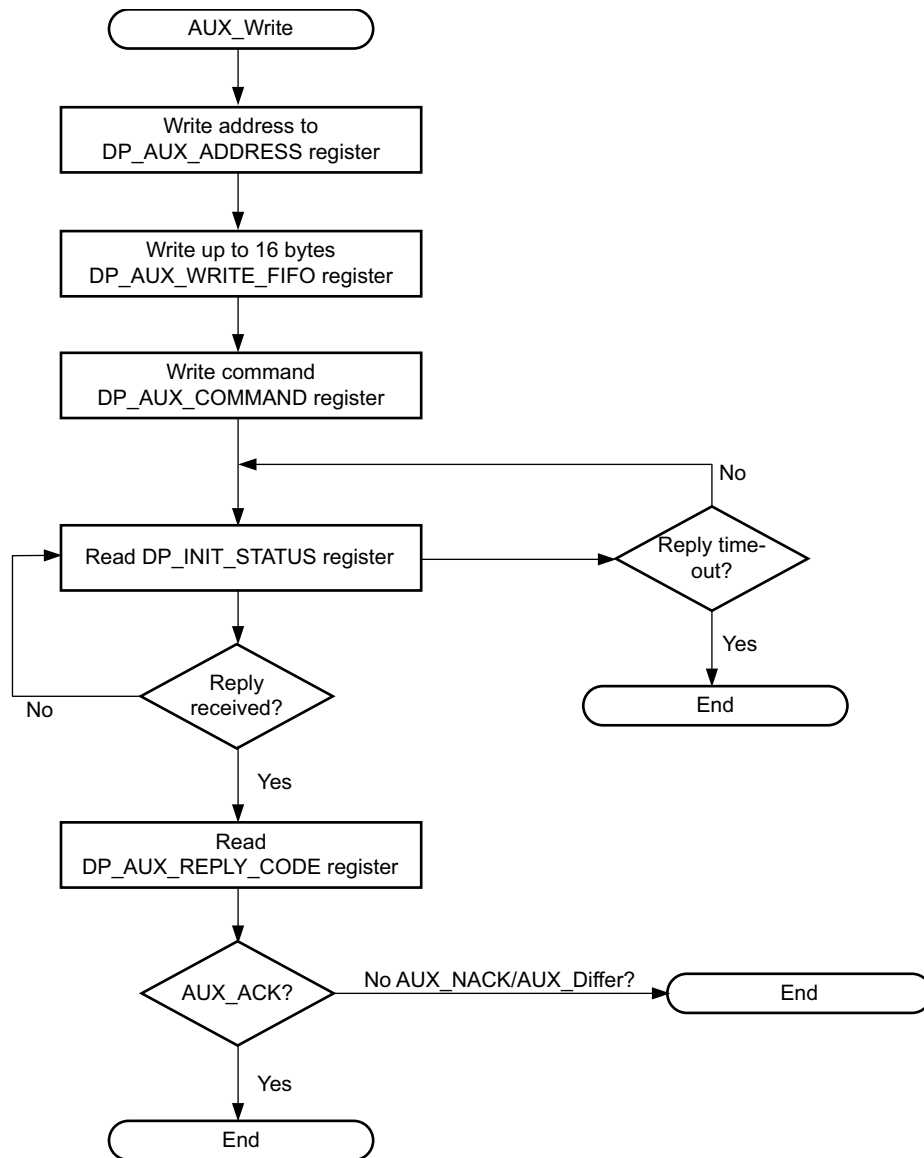 AUX_Write
Write address to
DP_AUX_ADDRESS register
Write up to 16 bytes
DP_AUX_WRITE_FIFO register
Write command
DP_AUX_COMMAND register
No
Read DP_INIT_STATUS register
Reply time-
out?
Yes
End
Reply
received?
No
Yes
Read
DP_AUX_REPLY_CODE register
AUX_ACK?
No AUX_NACK/AUX_Differ?
End
Yes
End